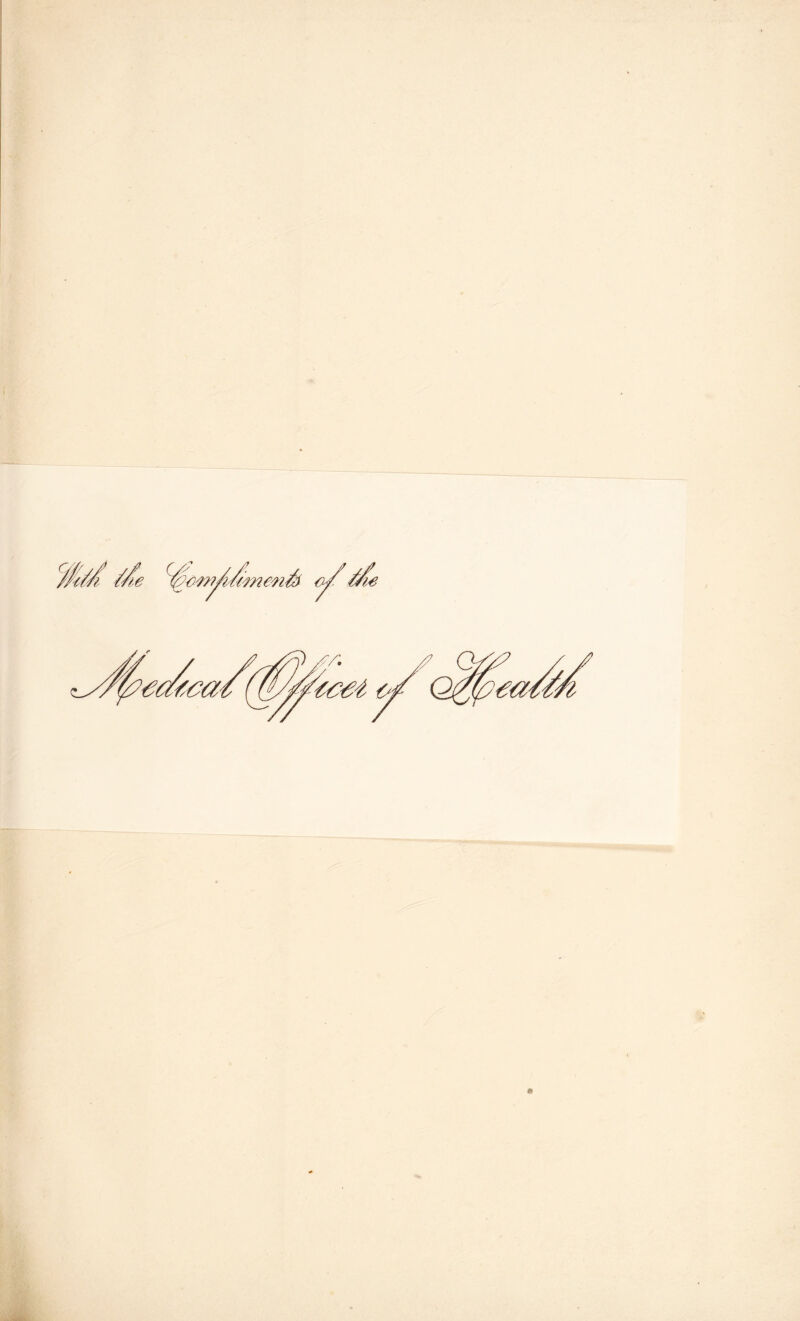 With the Compliments of the
Medical Officer of Health